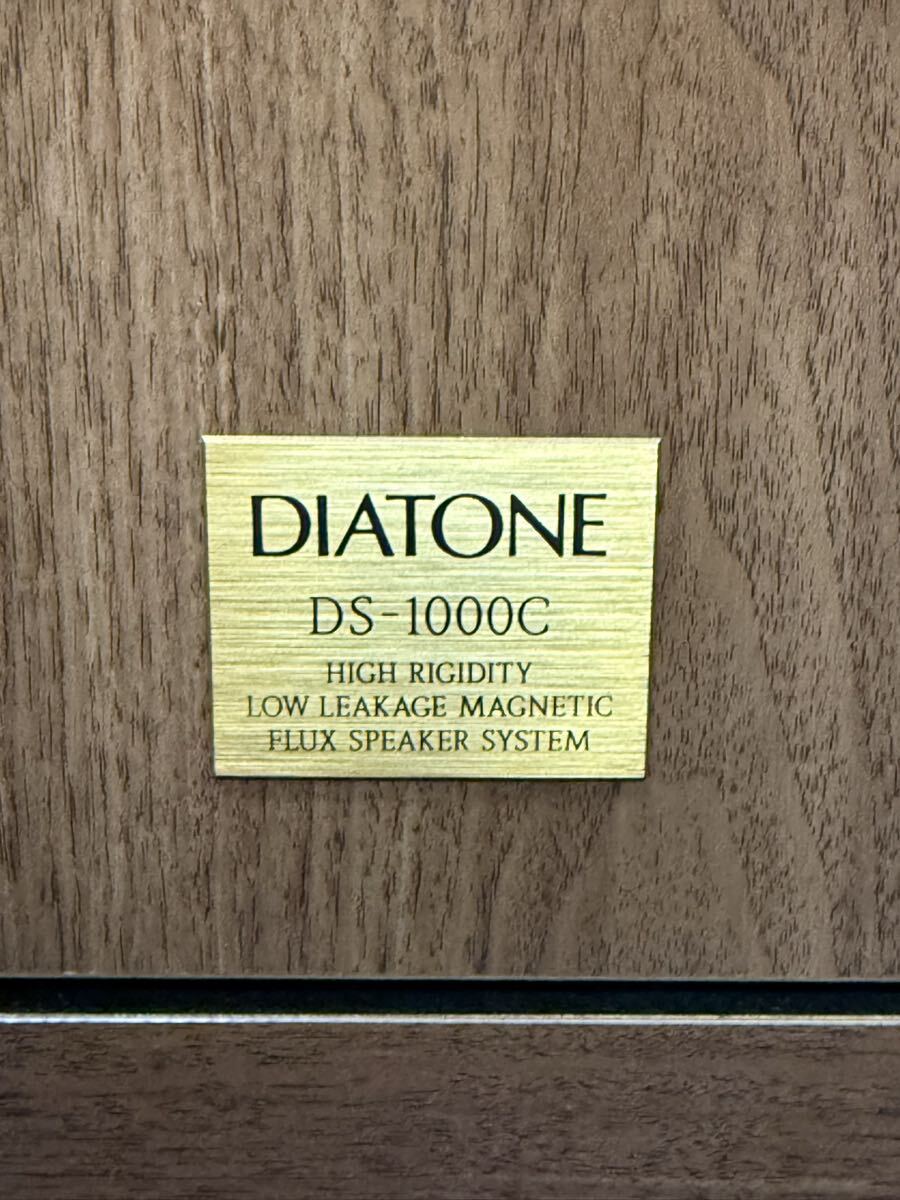 DIATONE
DS-1000C
HIGH RIGIDITY
LOW LEAKAGE MAGNETIC
FLUX SPEAKER SYSTEM